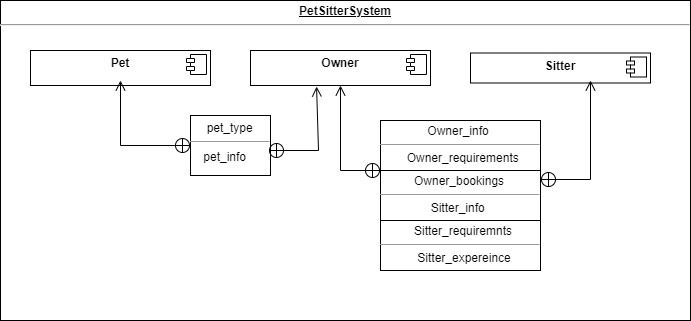 PetSitterSystem
Pet
Owner
Sitter
pet_type
pet_info
Owner_info
Owner_requirements
Owner_bookings
Sitter_info
Sitter_requiremnts
Sitter_expereince